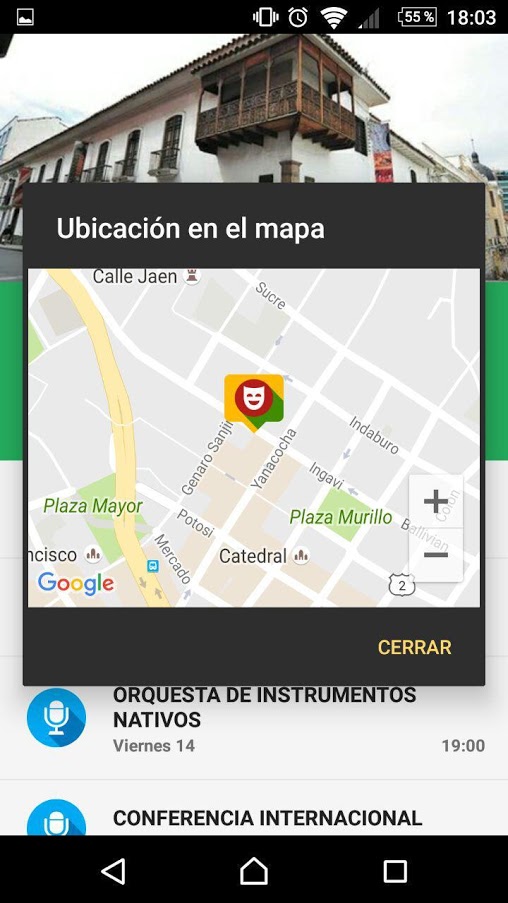 55 % 18:03
Ubicación en el mapa
Calle Jaen
Sucre
Indaburo
Genaro Sanjin
Yanacocha
Ingavi
Plaza Mayor
Plaza Murillo
Colon
Ballivian
Potosi
ncisco
Mercado
Catedral
Google
2
CERRAR
ORQUESTA DE INSTRUMENTOS
NATIVOS
Viernes 14 19:00
CONFERENCIA INTERNACIONAL